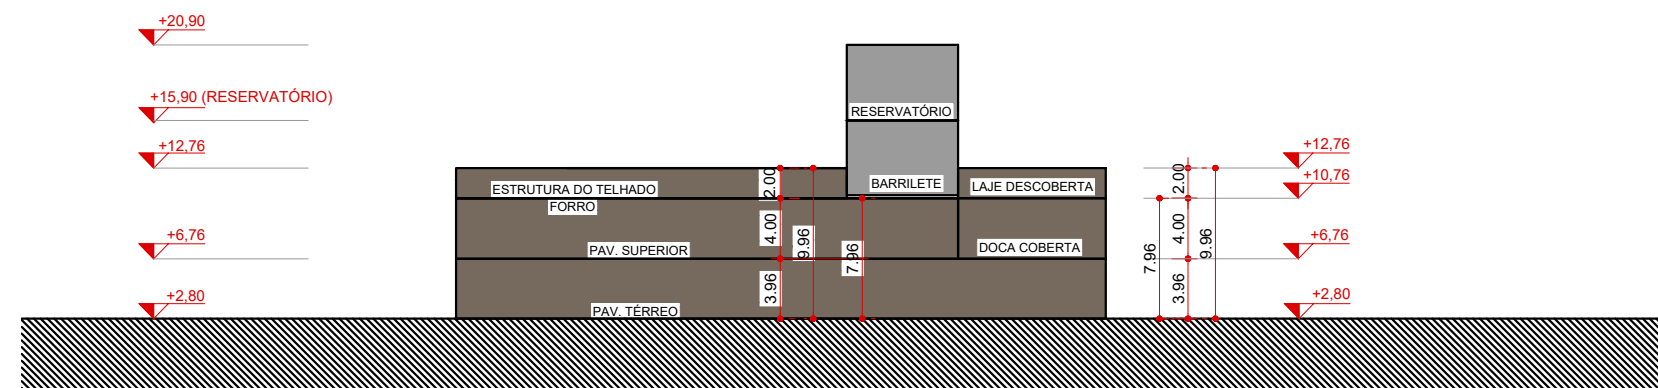 +20,90
+15,90 (RESERVATÓRIO)
RESERVATÓRIO
+12,76
+12,76
BARRILETE
ESTRUTURA DO TELHADO
2.00
LAJE DESCOBERTA
2.00
+10,76
FORRO
4.00
9.96
7.96
4.00
9.96
7.96
+6,76
PAV. SUPERIOR
DOCA COBERTA
+6,76
3.96
3.96
+2,80
PAV. TÉRREO
+2,80